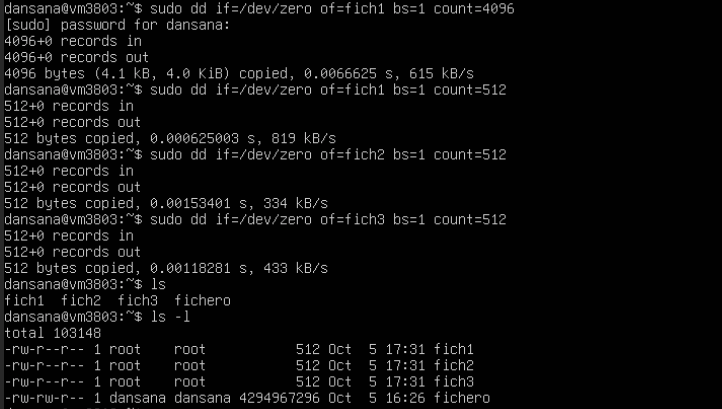 dansana@vm3803:~$ sudo dd if=/dev/zero of=fich1 bs=1 count=4096
[sudo] password for dansana:
4096+0 records in
4096+0 records out
4096 bytes (4.1 kB, 4.0 KiB) copied, 0.0066625 s, 615 kB/s
dansana@vm3803:~$ sudo dd if=/dev/zero of=fich1 bs=1 count=512
512+0 records in
512+0 records out
512 bytes copied, 0.000625003 s, 819 kB/s
dansana@vm3803:~$ sudo dd if=/dev/zero of=fich2 bs=1 count=512
512+0 records in
512+0 records out
512 bytes copied, 0.00153401 s, 334 kB/s
dansana@vm3803:~$ sudo dd if=/dev/zero of=fich3 bs=1 count=512
512+0 records in
512+0 records out
512 bytes copied, 0.00118281 s, 433 kB/s
dansana@vm3803:~$ ls
fich1  fich2  fich3  fichero
dansana@vm3803:~$ ls -l
total 103148
-rw-r--r-- 1 root    root           512 Oct  5 17:31 fich1
-rw-r--r-- 1 root    root           512 Oct  5 17:31 fich2
-rw-r--r-- 1 root    root           512 Oct  5 17:31 fich3
-rw-rw-r-- 1 dansana dansana 4294967296 Oct  5 16:26 fichero